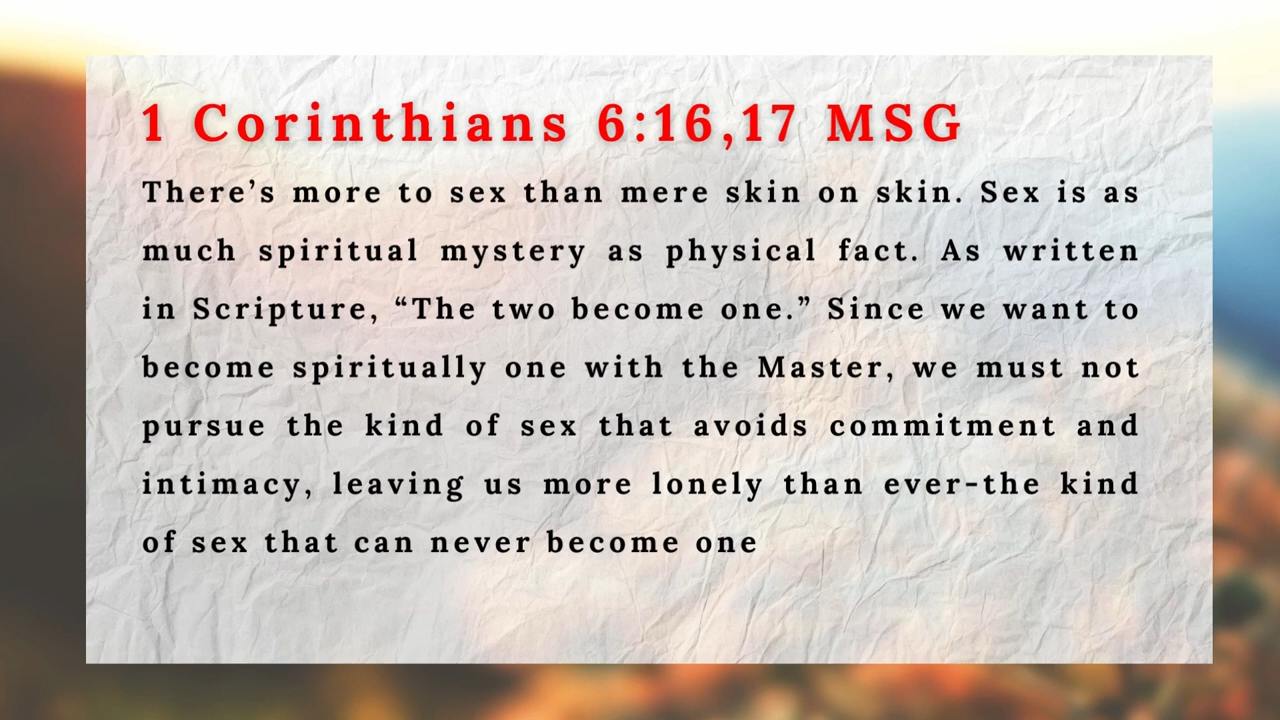 1 Corinthians 6:16,17 MSG
There’s more to sex than mere skin on skin. Sex is as
much spiritual mystery as physical fact. As written
in Scripture, “The two become one.” Since we want to
become spiritually one with the Master, we must not
pursue the kind of sex that avoids commitment and
intimacy, leaving us more lonely than ever-the kind
of sex that can never become one